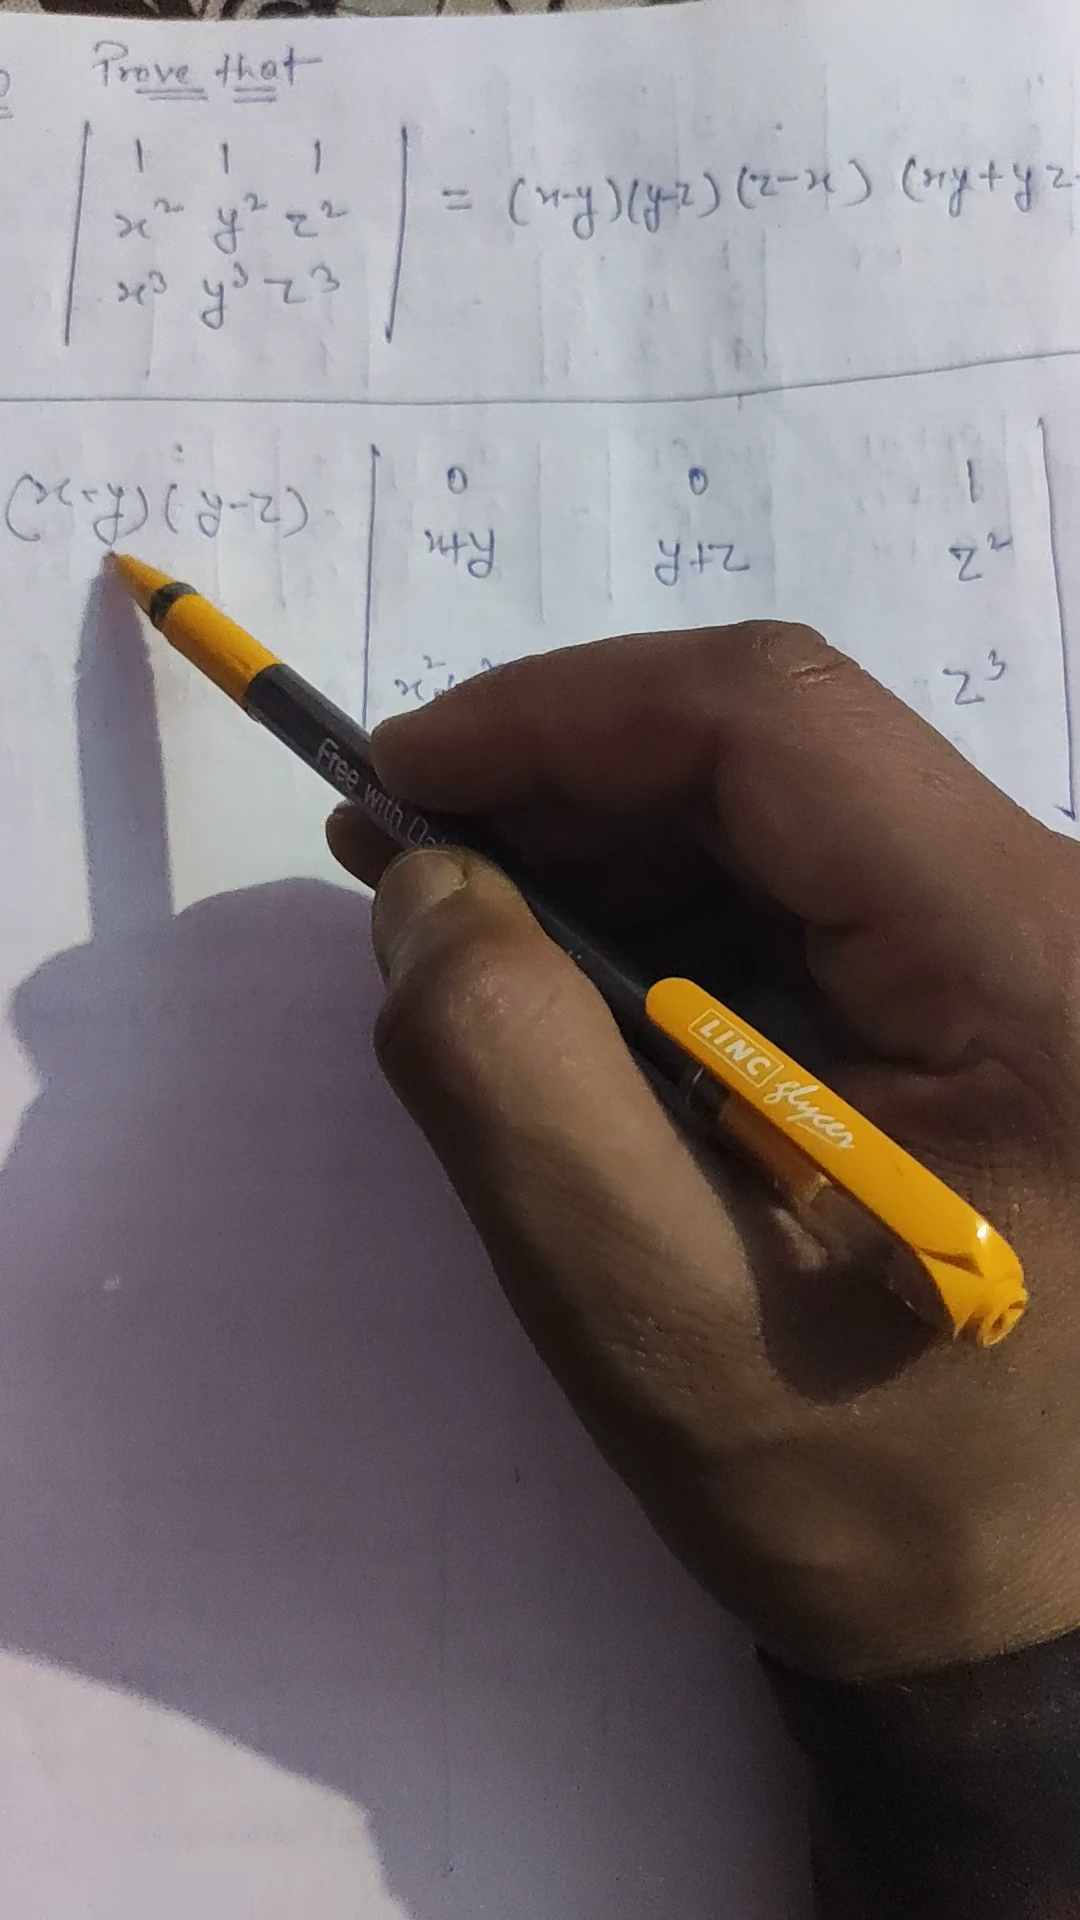 Prove that
| 1 1 1 |
| x² y² z² | = (x-y)(y-z)(z-x) (xy+yz
| x³ y³ z³ |
(x-y)(y-z) | 0 0 1 |
x+y y+z z²
x² z³
Free with
LINC glycer